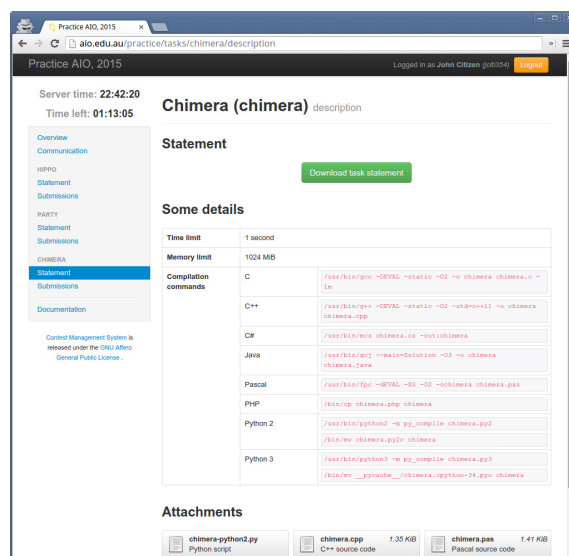 Practice AIO, 2015
aio.edu.au/practice/tasks/chimera/description
Practice AIO, 2015
Logged in as John Citizen (jciti354)
Logout
Server time: 22:42:20
Time left: 01:13:05
Overview
Communication
HIPPO
Statement
Submissions
PARTY
Statement
Submissions
CHIMERA
Statement
Submissions
Documentation
Contest Management System is
released under the GNU Affero
General Public License .
Chimera (chimera) description
Statement
Download task statement
Some details
Time limit 1 second
Memory limit 1024 MiB
Compilation
commands
C
/usr/bin/gcc -DEVAL -static -O2 -o chimera chimera.c -
lm
C++
/usr/bin/g++ -DEVAL -static -O2 -std=c++11 -o chimera
chimera.cpp
C#
/usr/bin/mcs chimera.cs -out:chimera
Java
/usr/bin/gcj --main=Solution -O3 -o chimera
chimera.java
Pascal
/usr/bin/fpc -dEVAL -XS -O2 -ochimera chimera.pas
PHP
/bin/cp chimera.php chimera
Python 2
/usr/bin/python2 -m py_compile chimera.py2
/bin/mv chimera.py2c chimera
Python 3
/usr/bin/python3 -m py_compile chimera.py3
/bin/mv __pycache__/chimera.cpython-34.pyc chimera
Attachments
chimera-python2.py
Python script
chimera.cpp 1.35 KiB
C++ source code
chimera.pas 1.41 KiB
Pascal source code